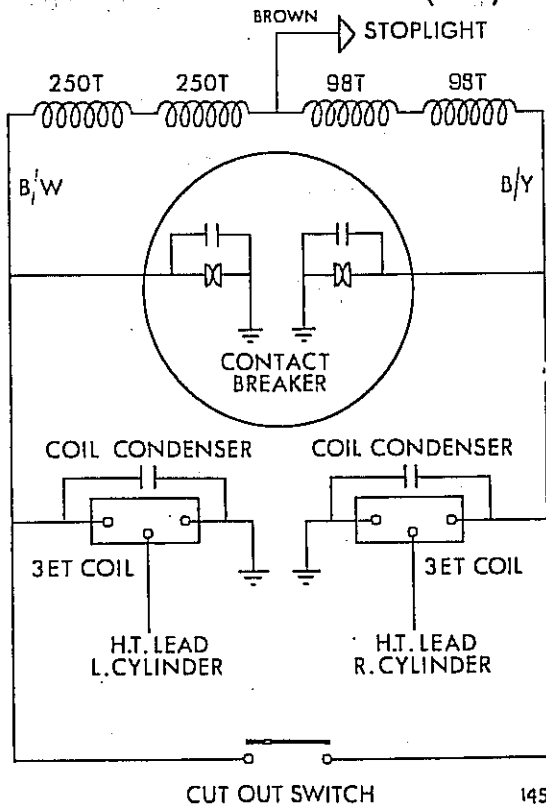 BROWN
STOPLIGHT
250T 250T 98T 98T
B/W B/Y
CONTACT
BREAKER
COIL CONDENSER COIL CONDENSER
3ET COIL 3ET COIL
H.T. LEAD H.T. LEAD
L.CYLINDER R.CYLINDER
CUT OUT SWITCH 145